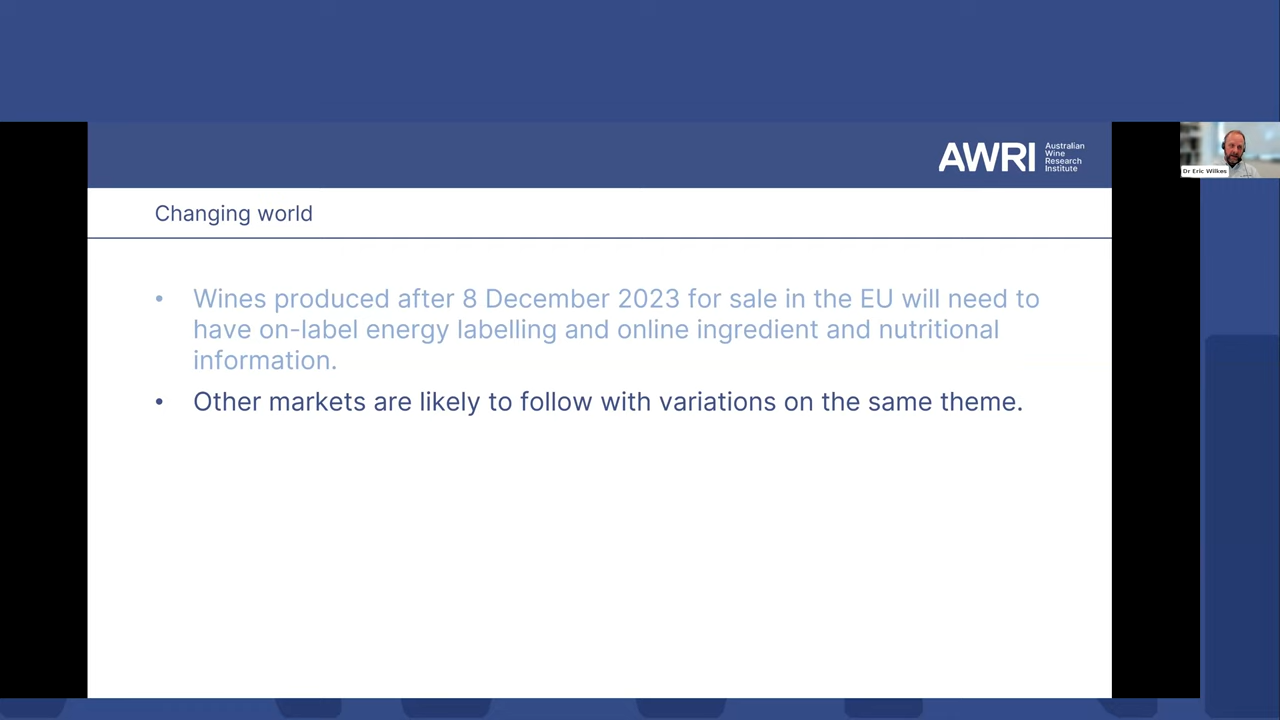 AWRI
Australian
Wine
Research
Institute
Dr Eric Wilkes
Changing world
• Wines produced after 8 December 2023 for sale in the EU will need to
have on-label energy labelling and online ingredient and nutritional
information.
• Other markets are likely to follow with variations on the same theme.